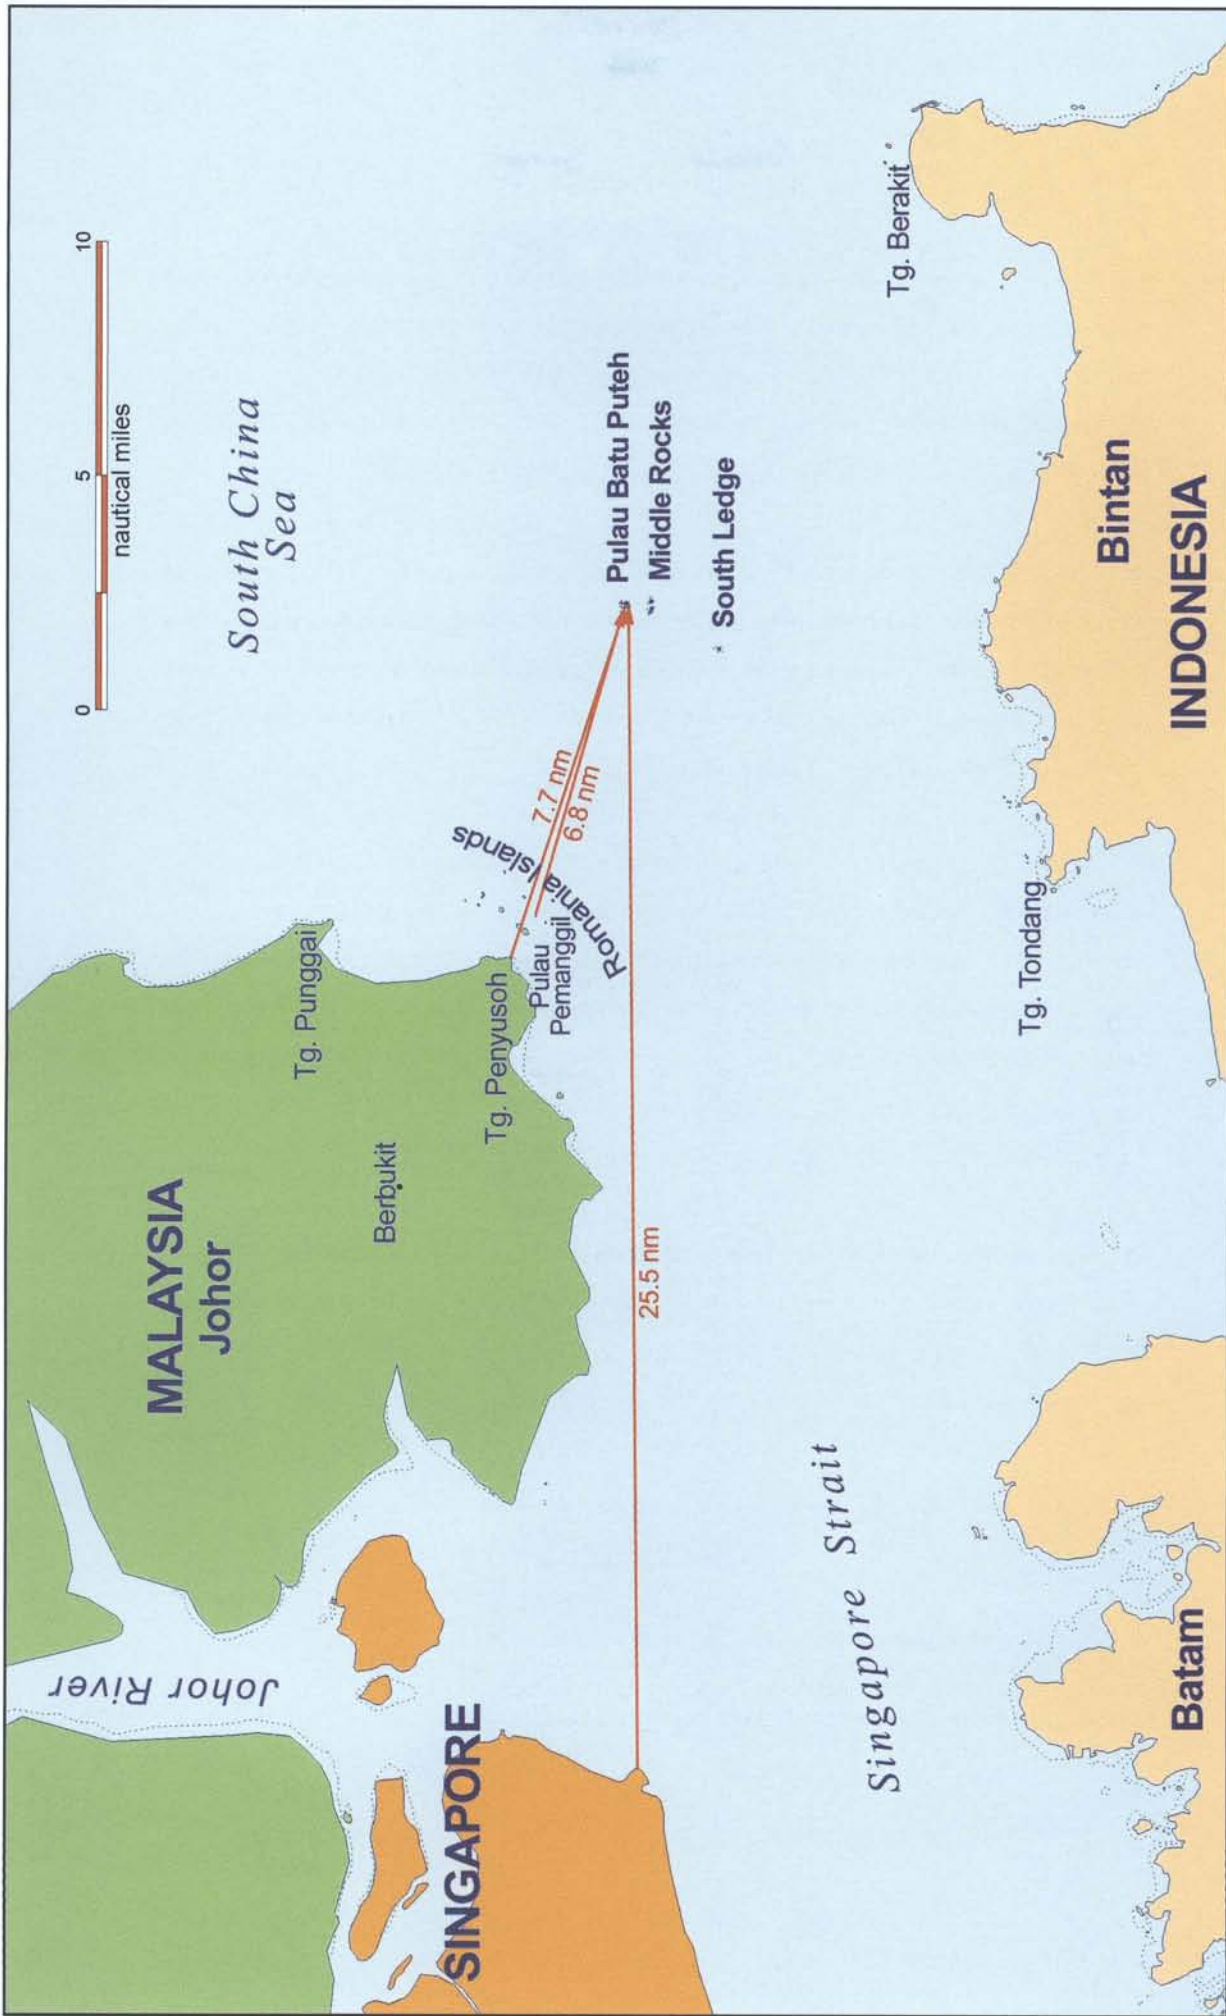 0
5
10
nautical miles
South China
Sea
MALAYSIA
Johor
Johor River
Berbukit
Tg. Punggai
Tg. Penyusoh
Pulau
Pemanggil
Romania Islands
7.7 nm
6.8 nm
25.5 nm
Pulau Batu Puteh
Middle Rocks
South Ledge
SINGAPORE
Singapore Strait
Tg. Berakit
Tg. Tondang
Bintan
INDONESIA
Batam